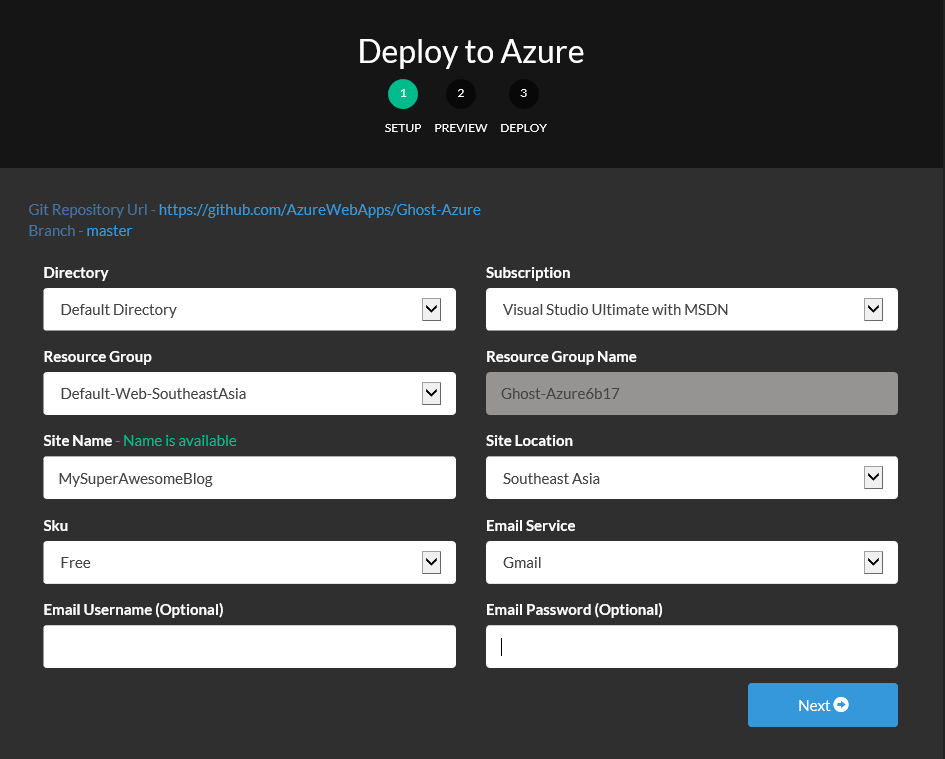 Deploy to Azure
1 2 3
SETUP PREVIEW DEPLOY
Git Repository Url - https://github.com/AzureWebApps/Ghost-Azure
Branch - master
Directory Subscription
Default Directory Visual Studio Ultimate with MSDN
Resource Group Resource Group Name
Default-Web-SoutheastAsia Ghost-Azure6b17
Site Name - Name is available Site Location
MySuperAwesomeBlog Southeast Asia
Sku Email Service
Free Gmail
Email Username (Optional) Email Password (Optional)
Next